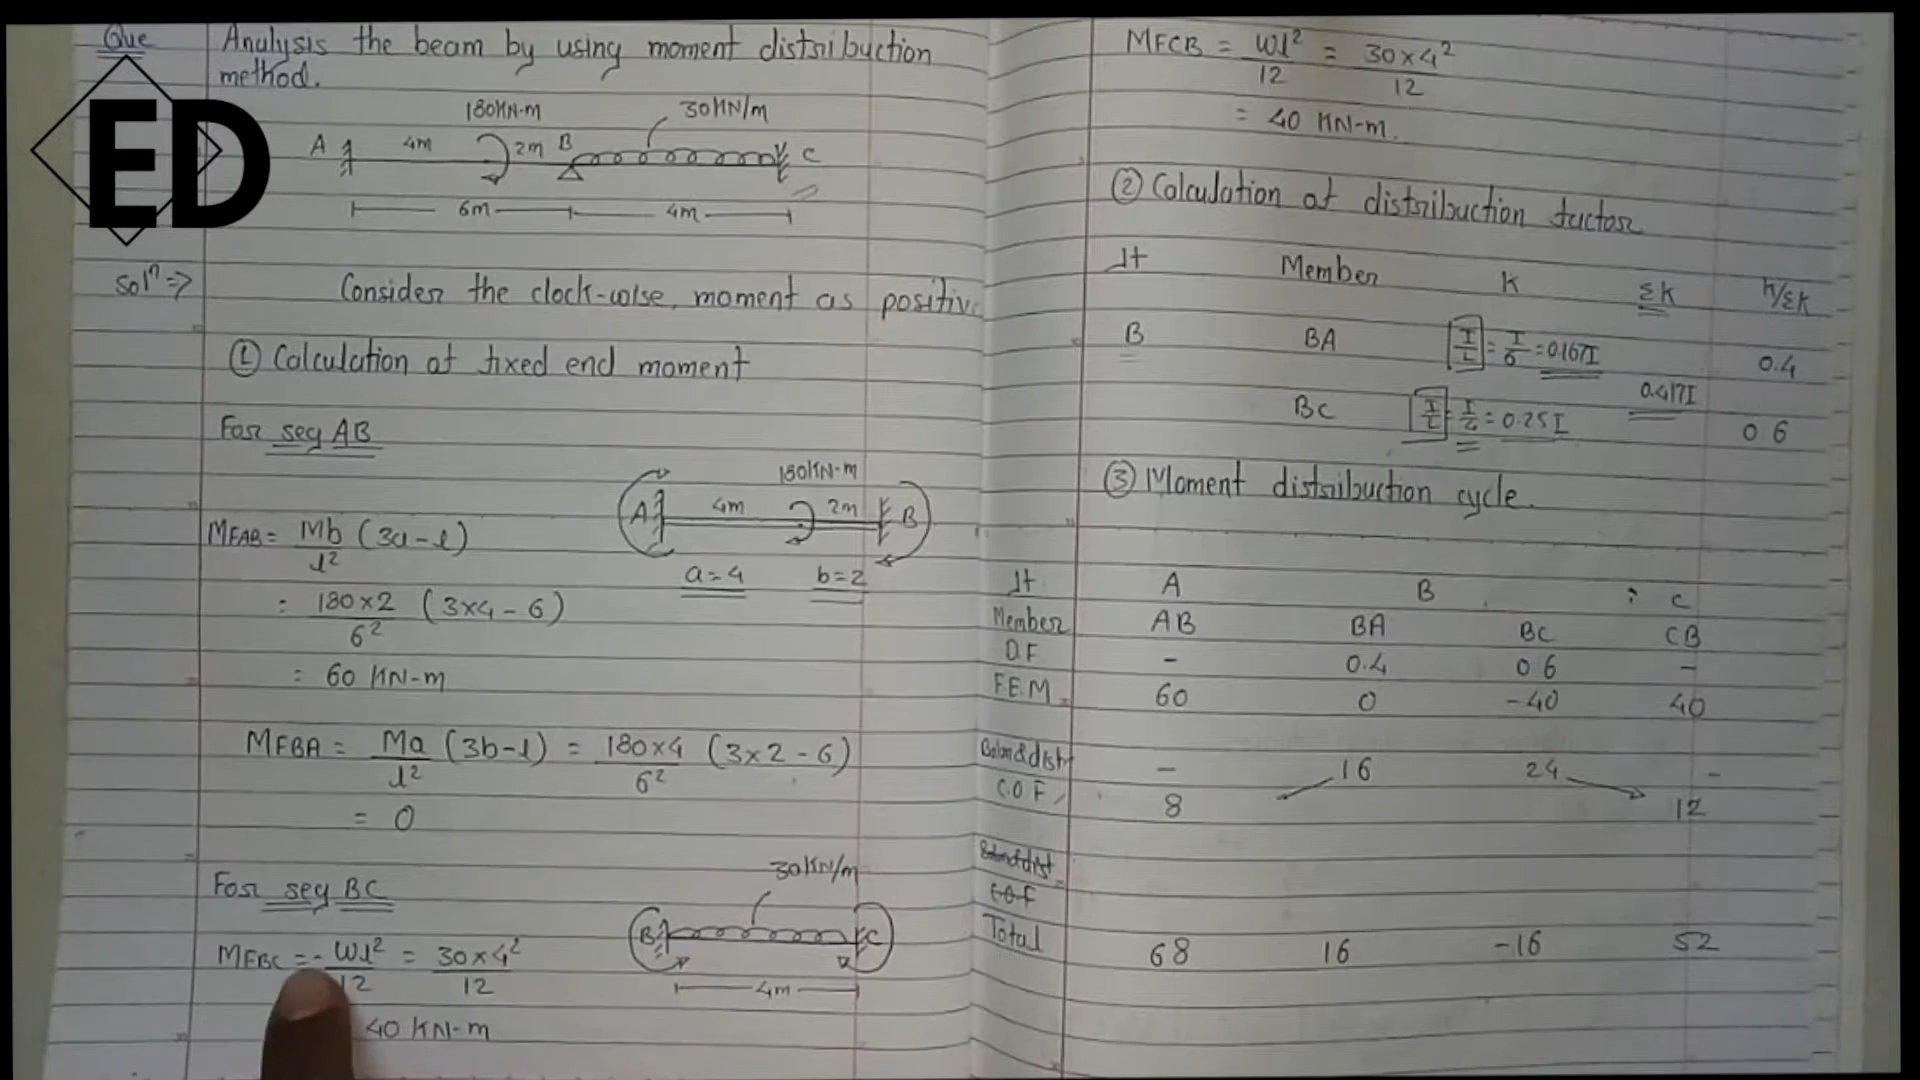 Que Analysis the beam by using moment distribuction
method.
180KN-m 30KN/m
A 4m 2m B C
6m 4m
ED
Solⁿ => Consider the clock-wise, moment as positiv
① Calculation of fixed end moment
For seg AB
180KN-m
A 4m 2m B
a=4 b=2
MFAB = Mb/l² (3a-l)
= 180×2/6² (3×4-6)
= 60 KN-m
MFBA = Ma/l² (3b-l) = 180×4/6² (3×2-6)
= 0
For seg BC
30KN/m
B C
4m
MFBC = -Wl²/12 = 30×4²/12
40 KN-m
MFCB = Wl²/12 = 30×4²/12
= 40 KN-m.
② Calculation of distribuction factor
Jt Member K ΣK K/ΣK
B BA I/L = I/6 = 0.167I 0.4
0.417I
BC I/L = I/4 = 0.25I 0.6
③ Moment distribuction cycle.
Jt. A B C
Member AB BA BC CB
D.F - 0.4 0.6 -
F.E.M 60 0 -40 40
Balan&dist - 16 24 -
C.O.F 8 12
C.O.F
Total 68 16 -16 52